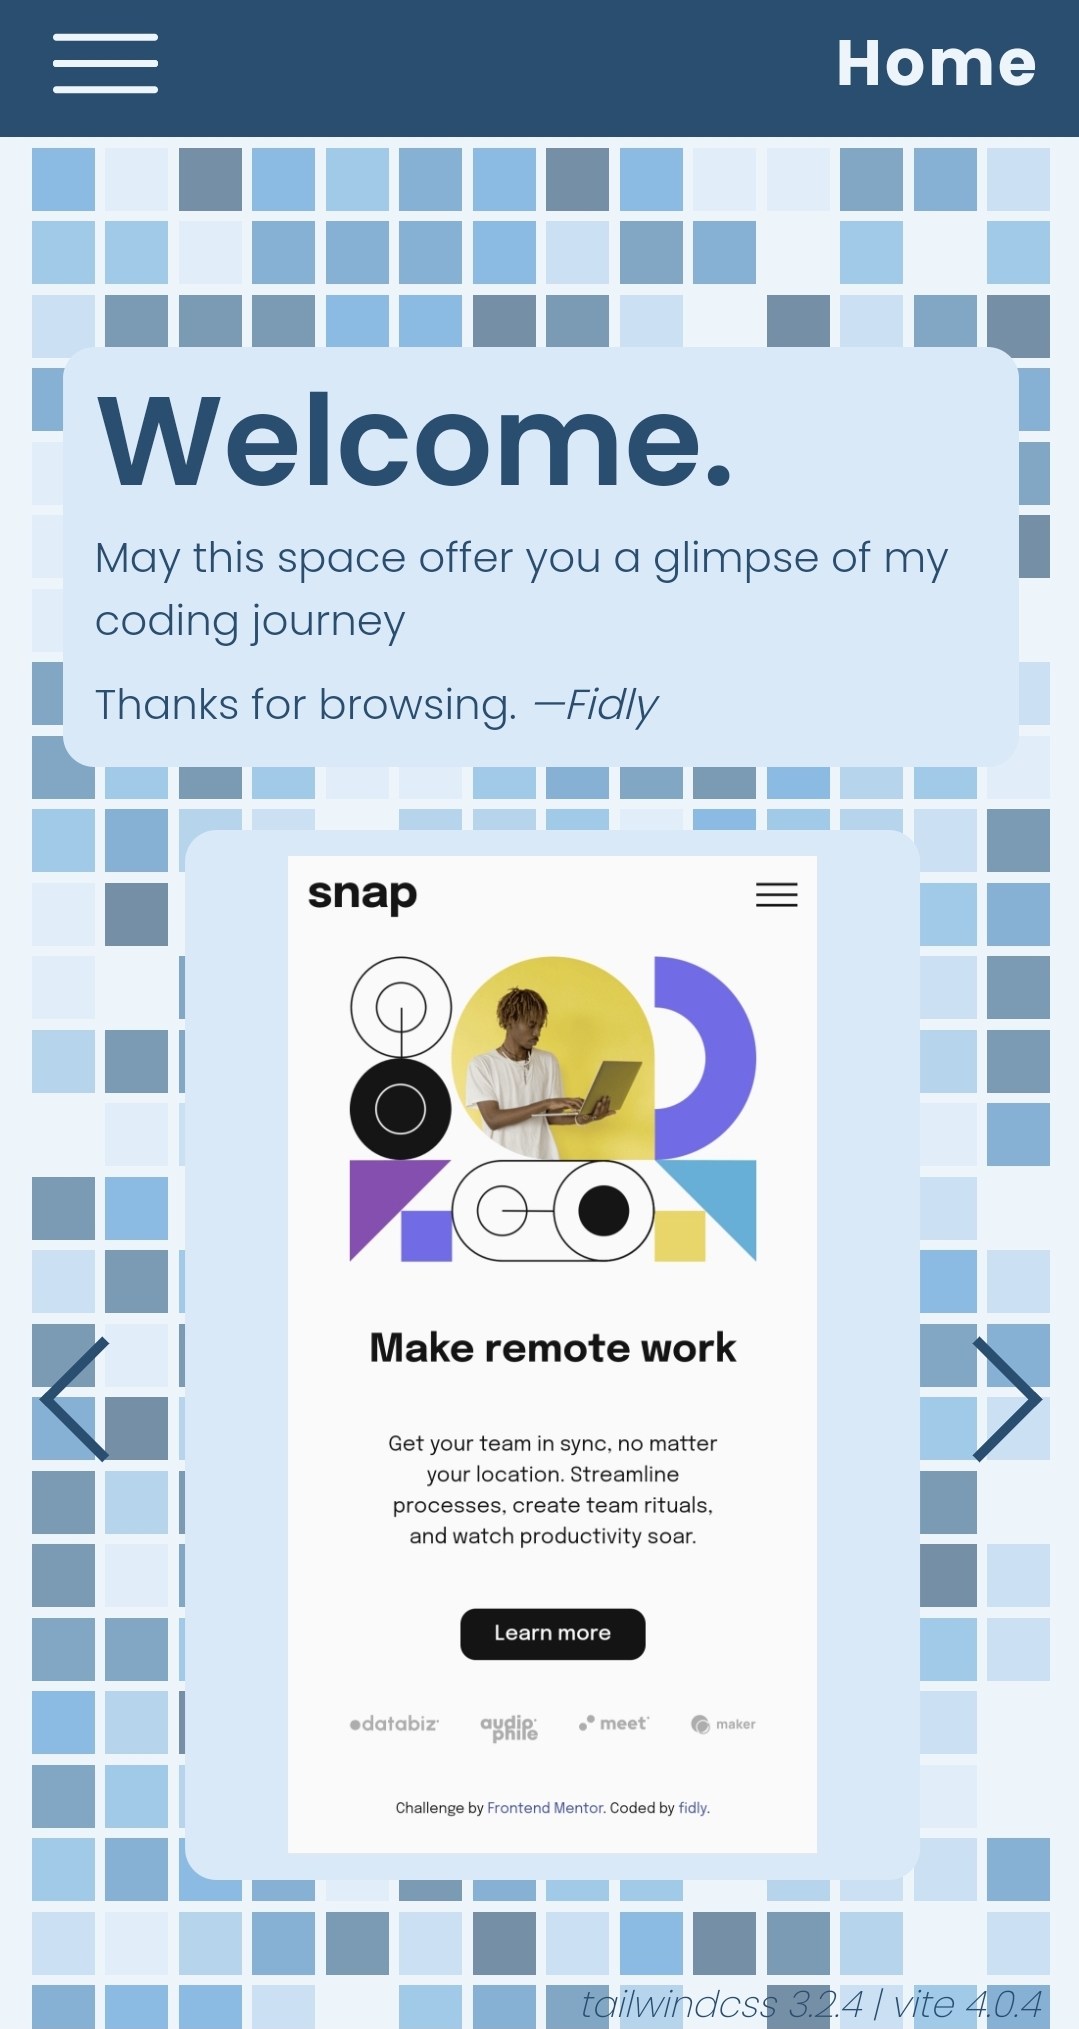 Home
Welcome.
May this space offer you a glimpse of my
coding journey
Thanks for browsing. —Fidly
snap
Make remote work
Get your team in sync, no matter
your location. Streamline
processes, create team rituals,
and watch productivity soar.
Learn more
databiz audiophile meet maker
Challenge by Frontend Mentor. Coded by fidly.
tailwindcss 3.2.4 | vite 4.0.4